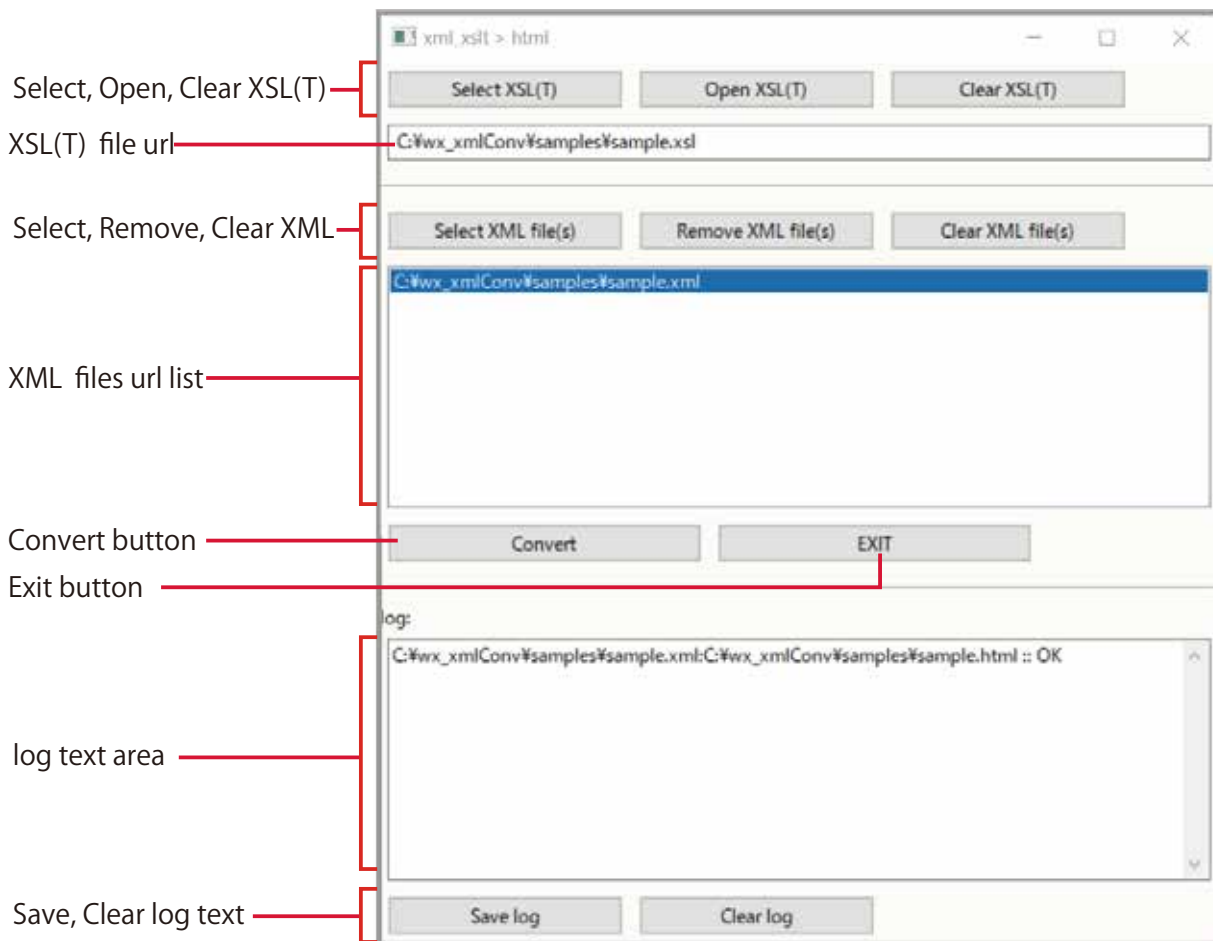 xml_xslt > html
Select, Open, Clear XSL(T)
Select XSL(T) Open XSL(T) Clear XSL(T)
XSL(T) file url
C:¥wx_xmlConv¥samples¥sample.xsl
Select, Remove, Clear XML
Select XML file(s) Remove XML file(s) Clear XML file(s)
C:¥wx_xmlConv¥samples¥sample.xml
XML files url list
Convert button
Convert EXIT
Exit button
log:
C:¥wx_xmlConv¥samples¥sample.xml:C:¥wx_xmlConv¥samples¥sample.html :: OK
log text area
Save, Clear log text
Save log Clear log